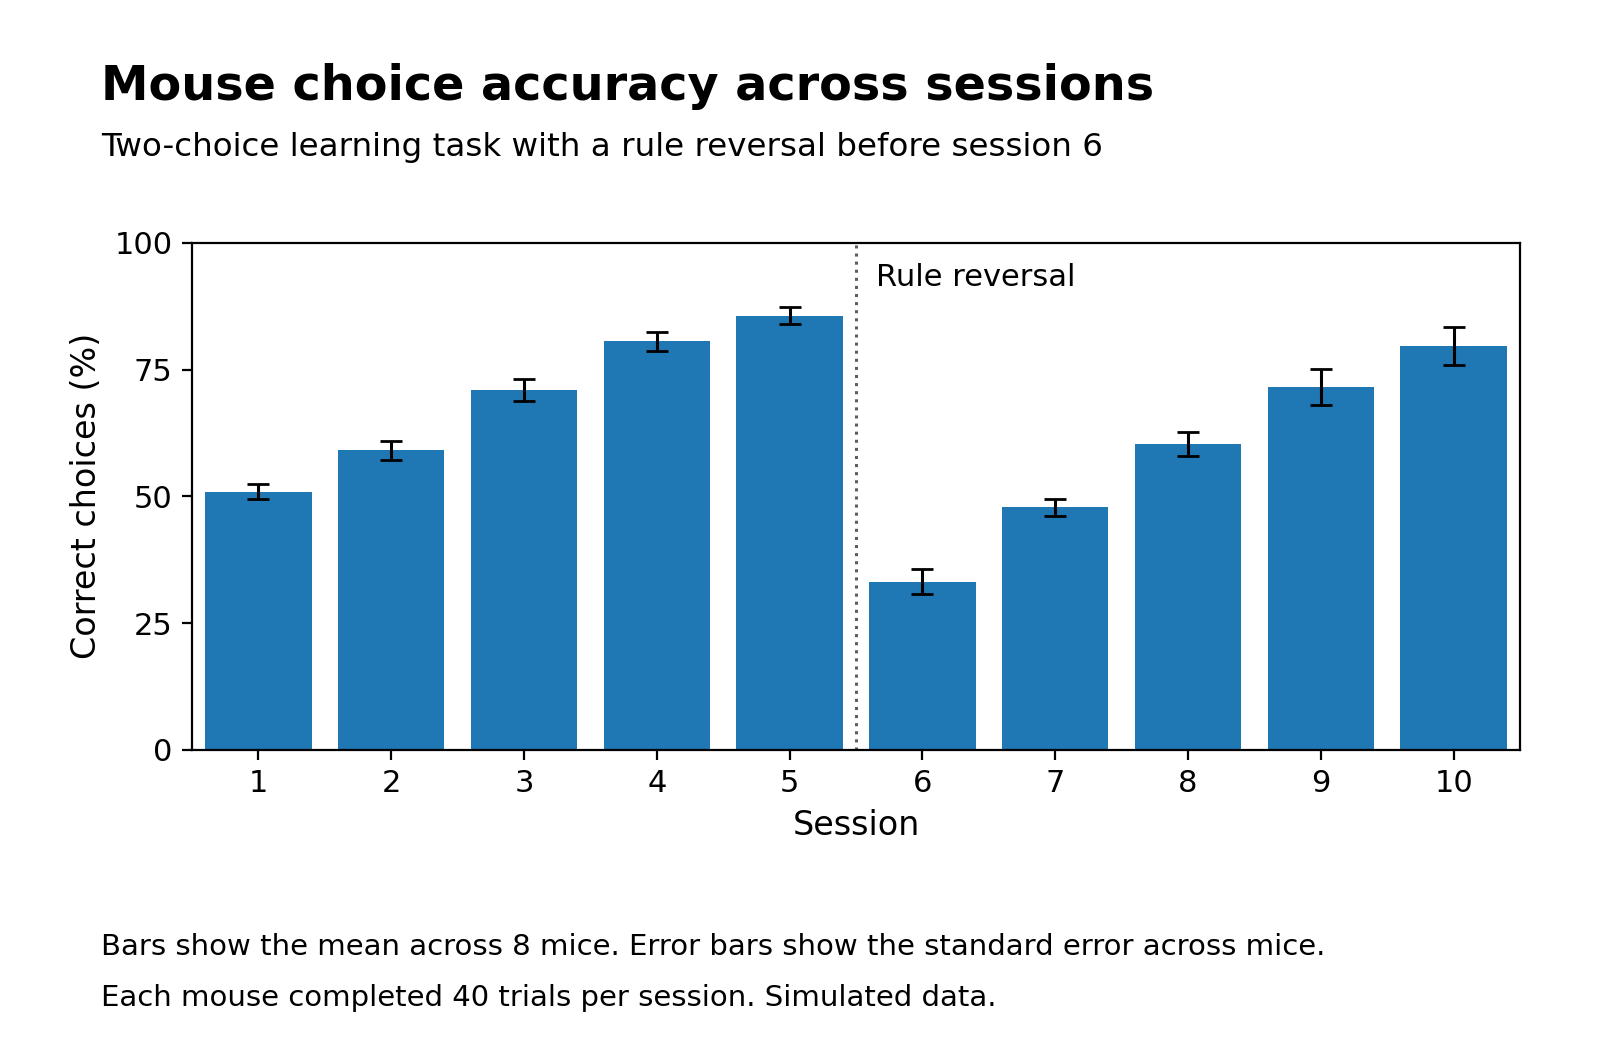 Mouse choice accuracy across sessions
Two-choice learning task with a rule reversal before session 6
100
75
50
25
0
Correct choices (%)
Rule reversal
1 2 3 4 5 6 7 8 9 10
Session
Bars show the mean across 8 mice. Error bars show the standard error across mice.
Each mouse completed 40 trials per session. Simulated data.